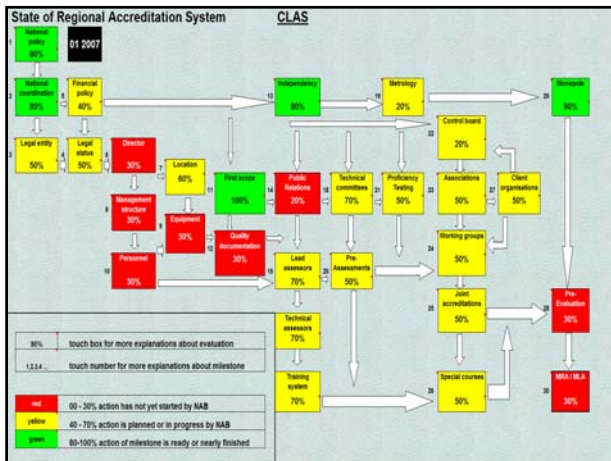 State of Regional Accreditation System CLAS
1
National policy
80%
01 2007
2
National coordination
80%
5
Financial policy
40%
13
Independency
80%
19
Metrology
20%
29
Monopole
90%
22
Control board
20%
3
Legal entity
50%
4
Legal status
50%
6
Director
30%
7
Location
60%
11
First scope
100%
14
Public Relations
20%
18
Technical committees
70%
21
Proficiency Testing
50%
23
Associations
50%
27
Client organisations
50%
8
Management structure
30%
9
Equipment
30%
12
Quality documentation
30%
24
Working groups
50%
10
Personnel
30%
15
Lead assessors
70%
20
Pre-Assessments
50%
25
Joint accreditations
50%
Pre-Evaluation
30%
Technical assessors
70%
Training system
70%
26
Special courses
50%
30
MRA / MLA
30%
90% touch box for more explanations about evaluation
1,2,3,4 ... touch number for more explanations about milestone
red 00 - 30% action has not yet started by NAB
yellow 40 - 70% action is planned or in progress by NAB
green 80-100% action of milestone is ready or nearly finished